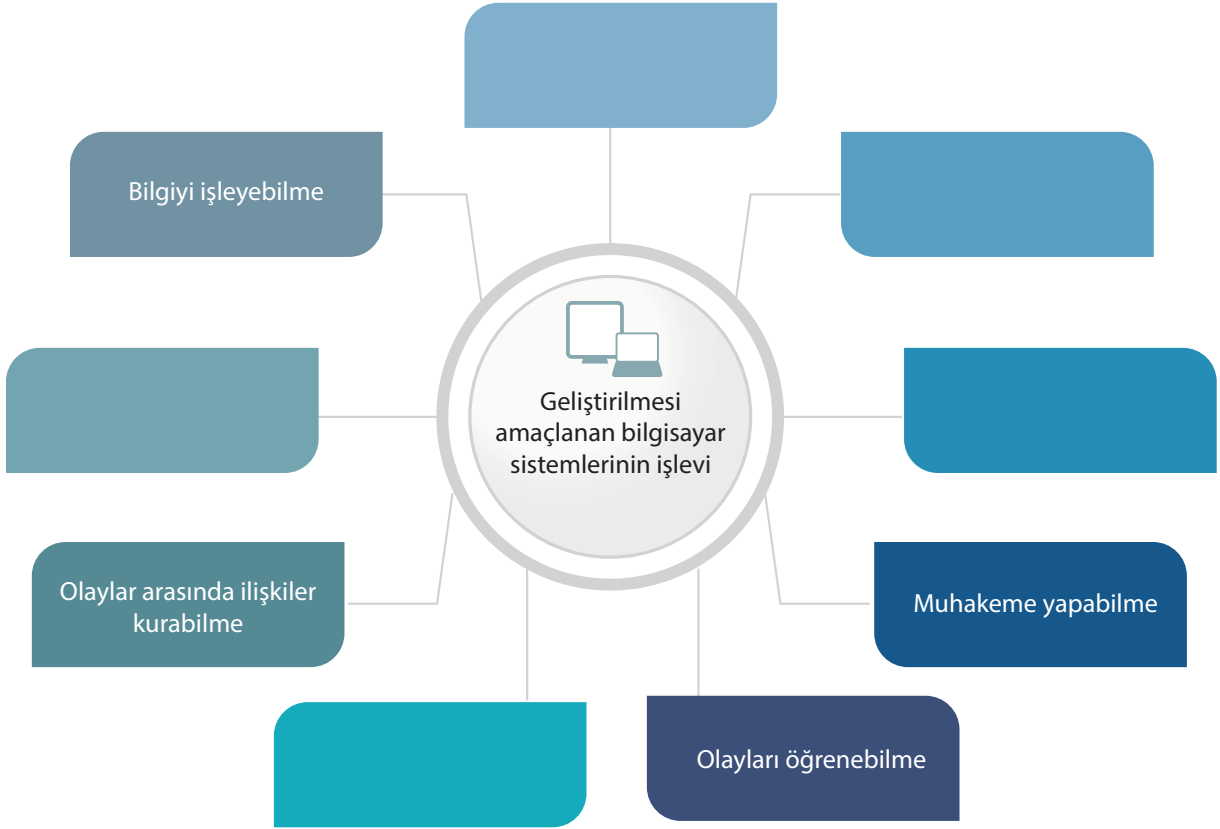 Bilgiyi işleyebilme
Geliştirilmesi
amaçlanan bilgisayar
sistemlerinin işlevi
Olaylar arasında ilişkiler
kurabilme
Muhakeme yapabilme
Olayları öğrenebilme